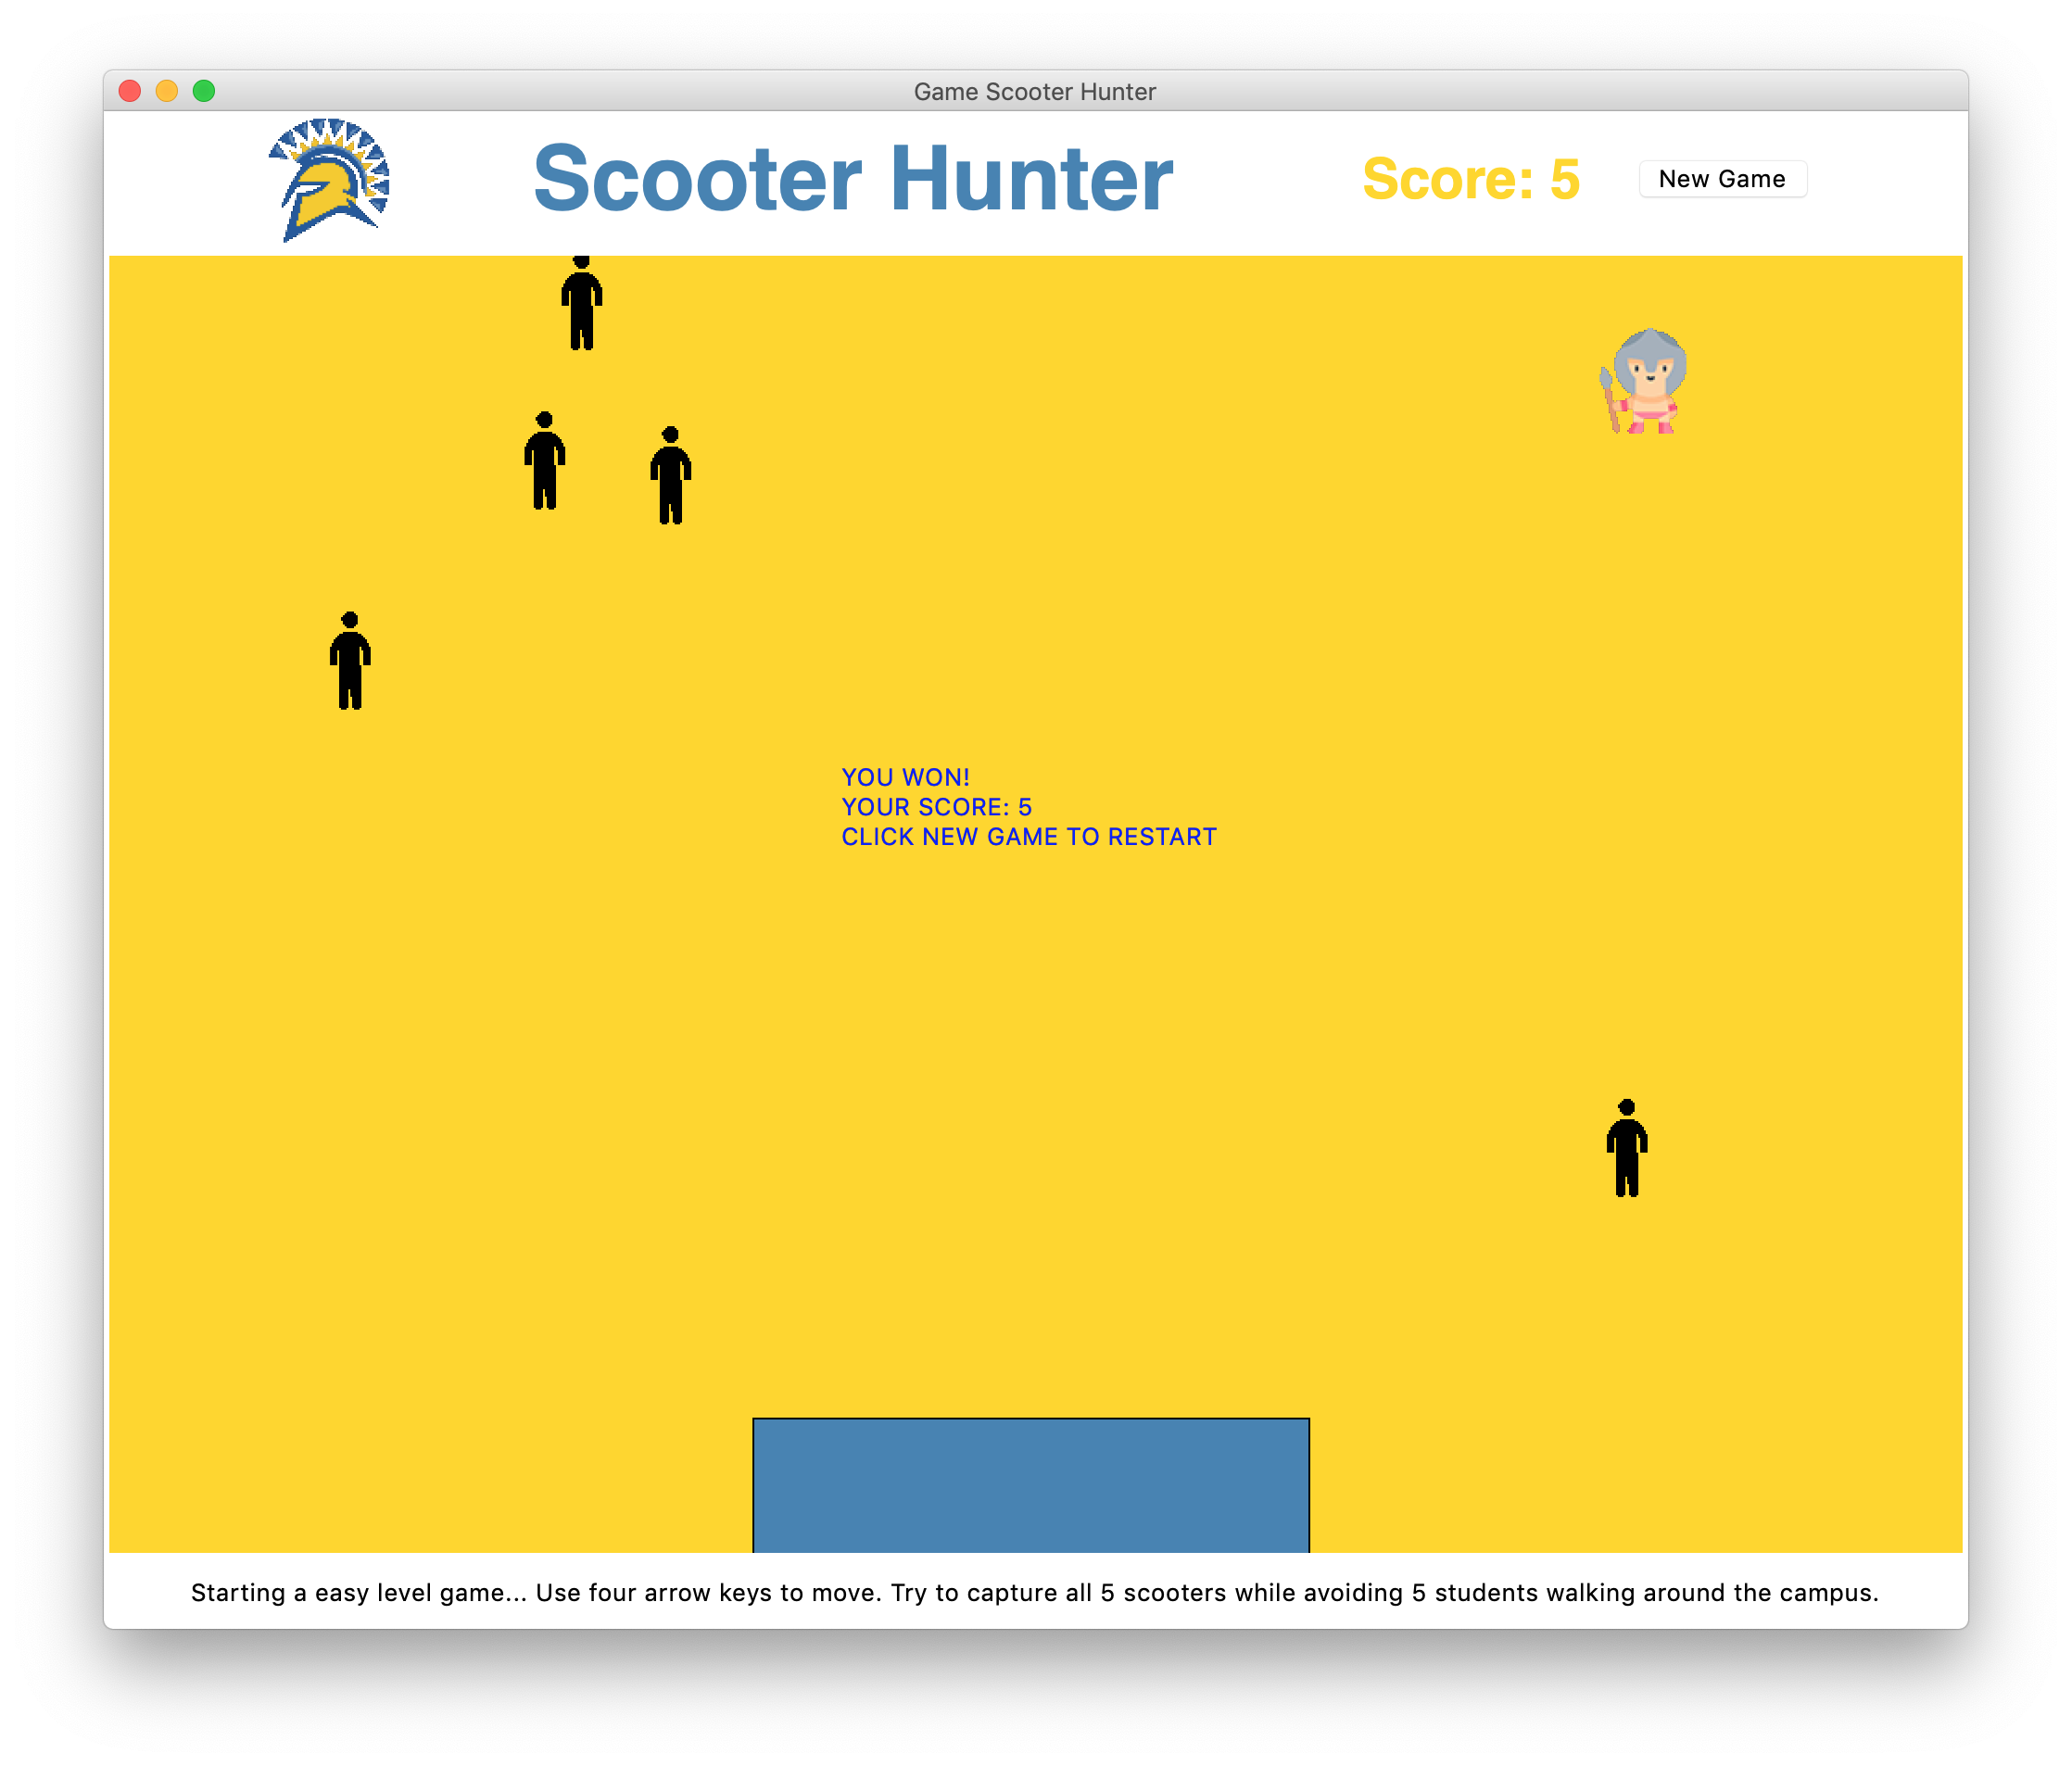 Game Scooter Hunter
Scooter Hunter
Score: 5
New Game
YOU WON!
YOUR SCORE: 5
CLICK NEW GAME TO RESTART
Starting a easy level game... Use four arrow keys to move. Try to capture all 5 scooters while avoiding 5 students walking around the campus.